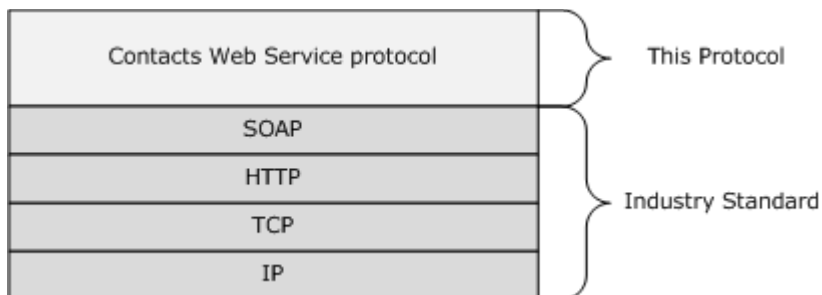 Contacts Web Service protocol
This Protocol
SOAP
HTTP
TCP
IP
Industry Standard